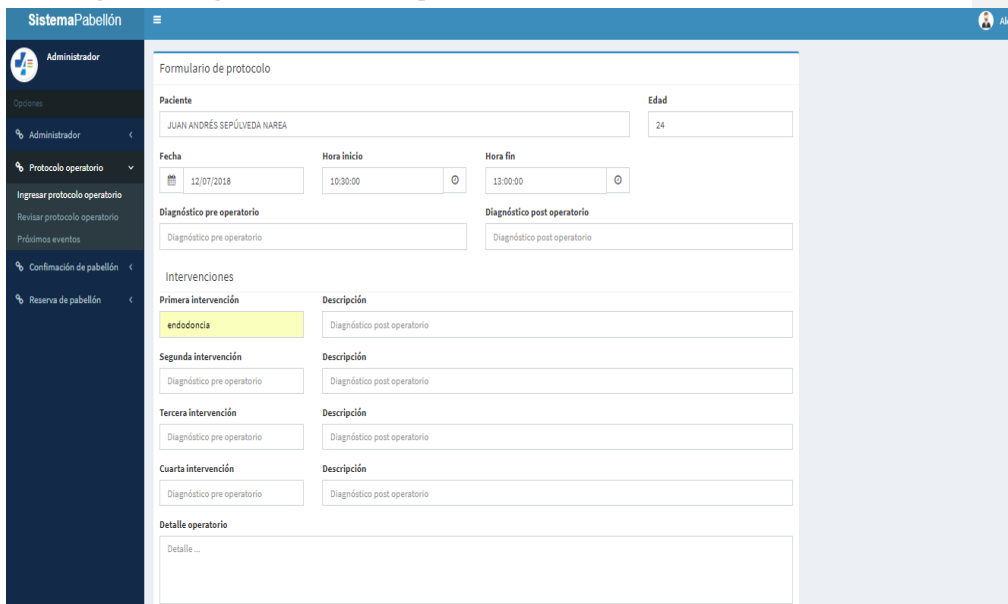 SistemaPabellón
Administrador
Opciones
Administrador
Protocolo operatorio
Ingresar protocolo operatorio
Revisar protocolo operatorio
Próximos eventos
Confimación de pabellón
Reserva de pabellón
Formulario de protocolo
Paciente Edad
JUAN ANDRÉS SEPÚLVEDA NAREA 24
Fecha Hora inicio Hora fin
12/07/2018 10:30:00 13:00:00
Diagnóstico pre operatorio Diagnóstico post operatorio
Diagnóstico pre operatorio Diagnóstico post operatorio
Intervenciones
Primera intervención Descripción
endodoncia Diagnóstico post operatorio
Segunda intervención Descripción
Diagnóstico pre operatorio Diagnóstico post operatorio
Tercera intervención Descripción
Diagnóstico pre operatorio Diagnóstico post operatorio
Cuarta intervención Descripción
Diagnóstico pre operatorio Diagnóstico post operatorio
Detalle operatorio
Detalle ...